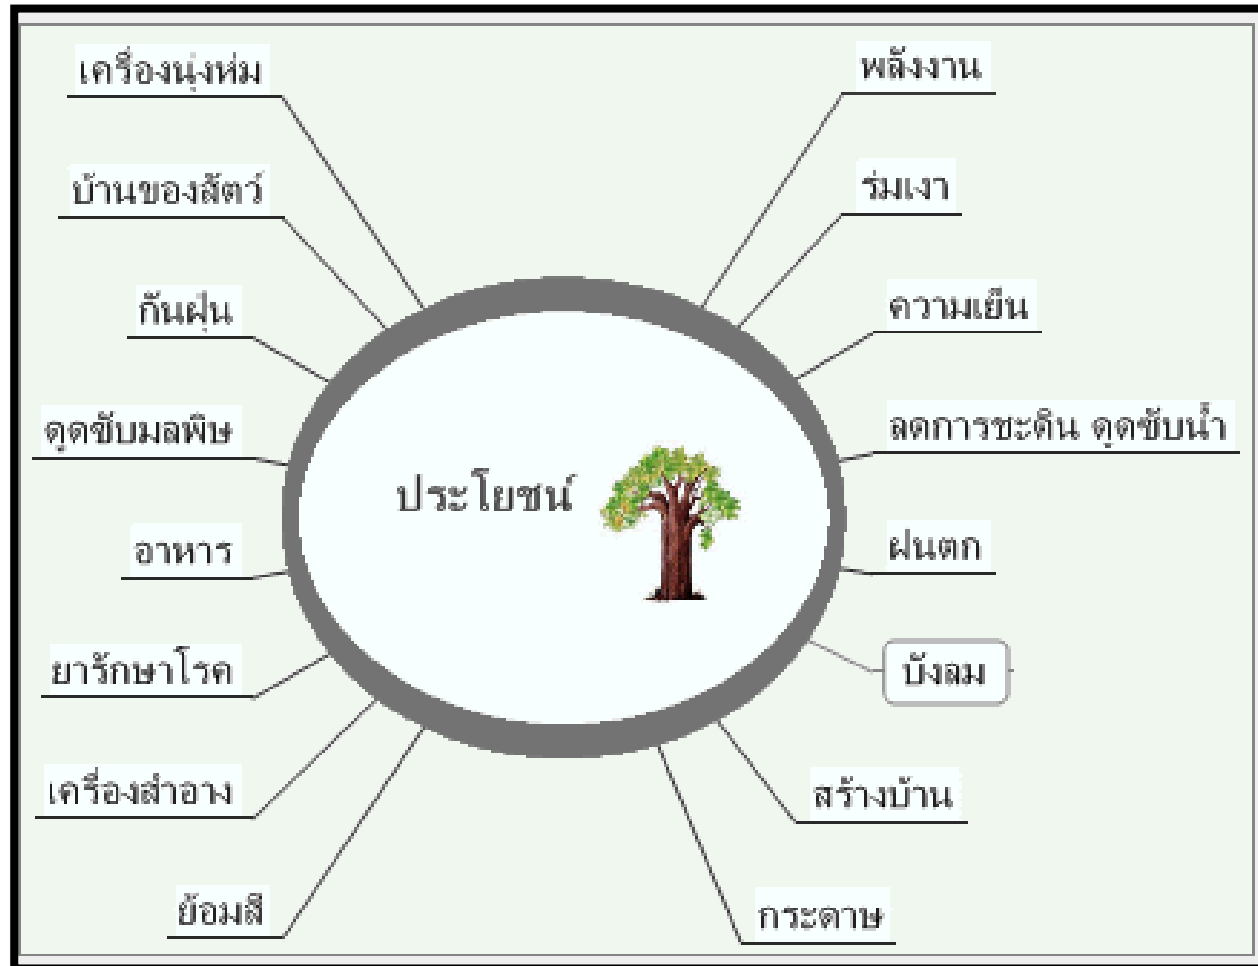 เครื่องนุ่งห่ม
บ้านของสัตว์
กันฝุ่น
ดูดซับมลพิษ
อาหาร
ยารักษาโรค
เครื่องสำอาง
ย้อมสี
ประโยชน์
พลังงาน
ร่มเงา
ความเย็น
ลดการชะดิน ดูดซับน้ำ
ฝนตก
บังลม
สร้างบ้าน
กระดาษ